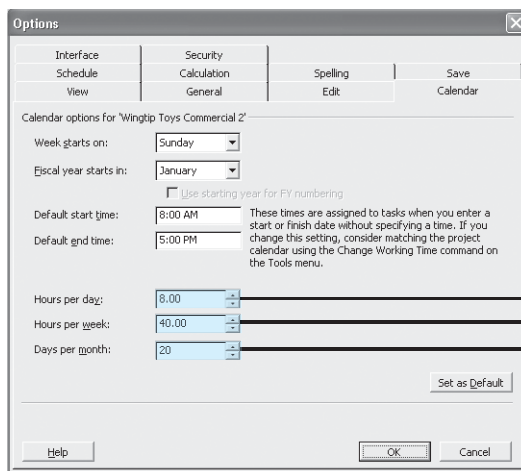 Options
Interface Security
Schedule Calculation Spelling Save
View General Edit Calendar
Calendar options for 'Wingtip Toys Commercial 2'
Week starts on: Sunday
Fiscal year starts in: January
Use starting year for FY numbering
Default start time: 8:00 AM
Default end time: 5:00 PM
These times are assigned to tasks when you enter a
start or finish date without specifying a time. If you
change this setting, consider matching the project
calendar using the Change Working Time command on
the Tools menu.
Hours per day: 8.00
Hours per week: 40.00
Days per month: 20
Set as Default
Help OK Cancel